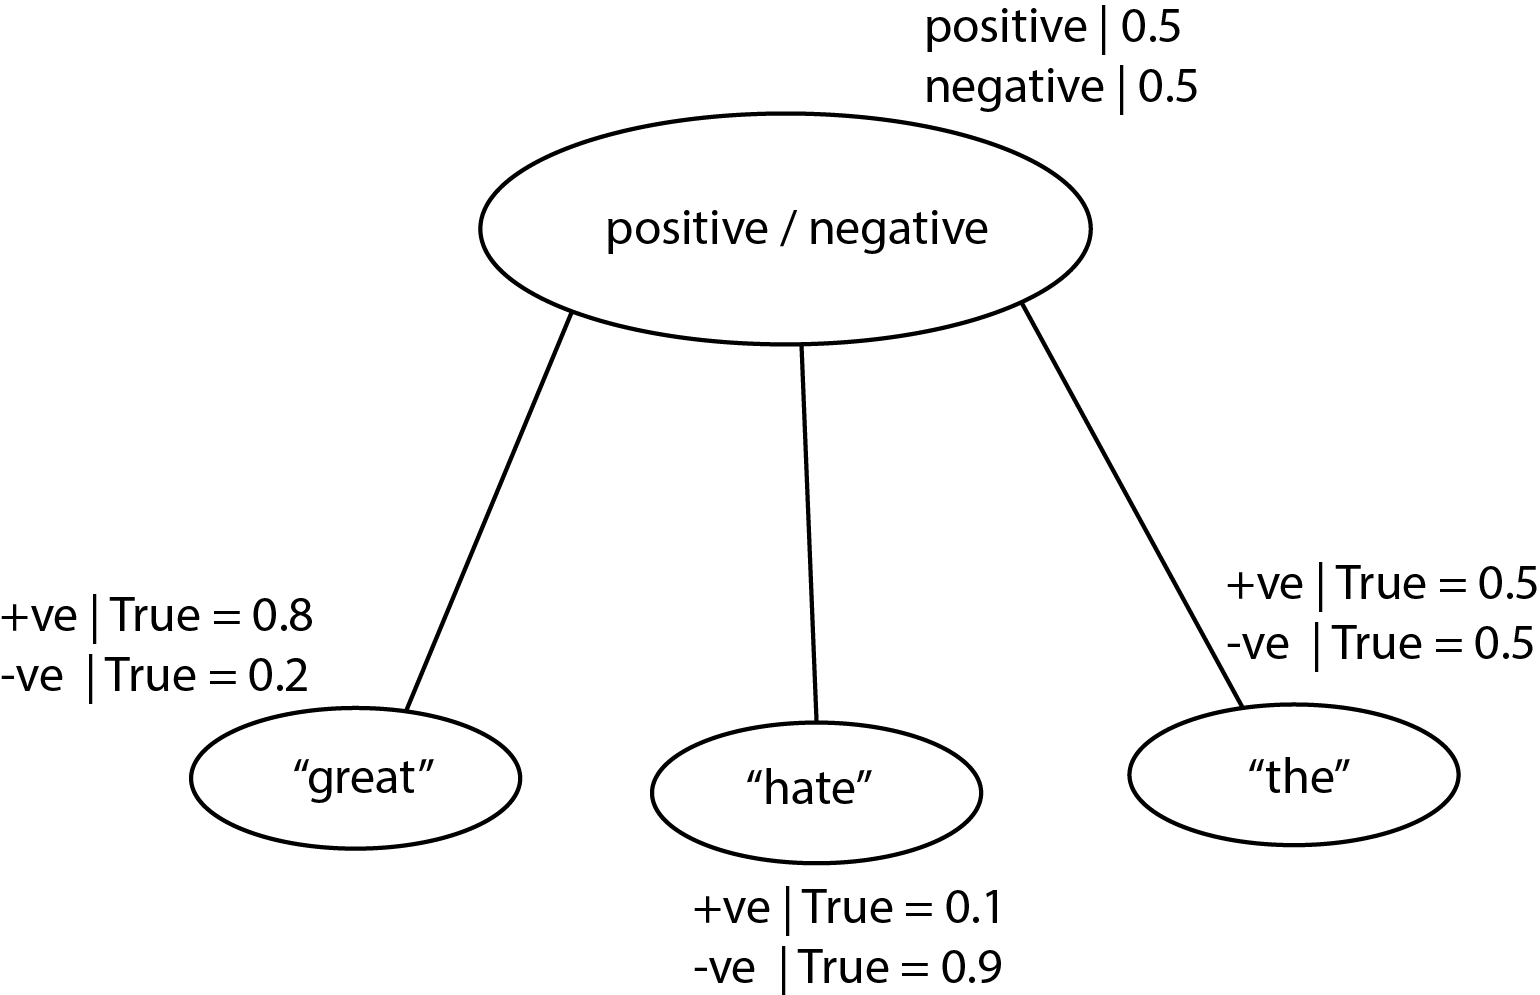 positive | 0.5
negative | 0.5
positive / negative
+ve | True = 0.8
-ve | True = 0.2
+ve | True = 0.5
-ve | True = 0.5
“great”
“hate”
“the”
+ve | True = 0.1
-ve | True = 0.9